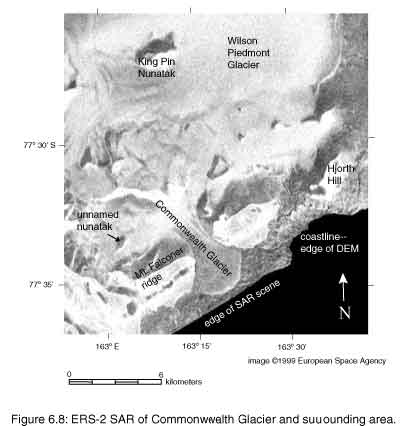 Wilson
Piedmont
Glacier
King Pin
Nunatak
77° 30' S
Hjorth
Hill
unnamed
nunatak
Commonwealth Glacier
coastline--
edge of DEM
Mt. Falconer
ridge
77° 35'
edge of SAR scene
N
163° E
163° 15'
163° 30'
image ©1999 European Space Agency
0
6
kilometers
Figure 6.8: ERS-2 SAR of Commonwealth Glacier and suuounding area.